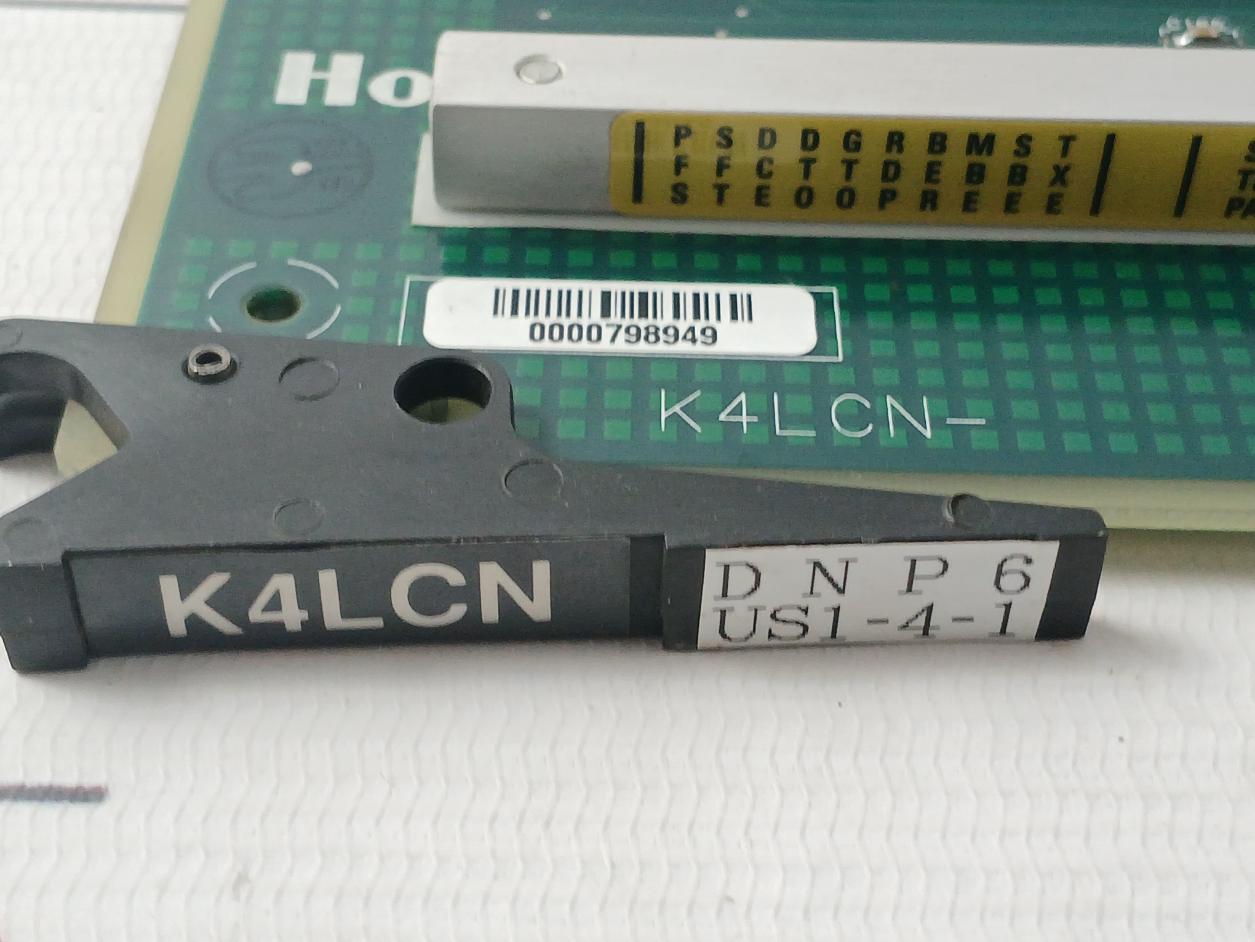 Ho
P S D D G R B M S T
F F C T T D E B B X
S T E O O P R E E E
0000798949
K4LCN-
K4LCN
D N P 6
US1-4-1